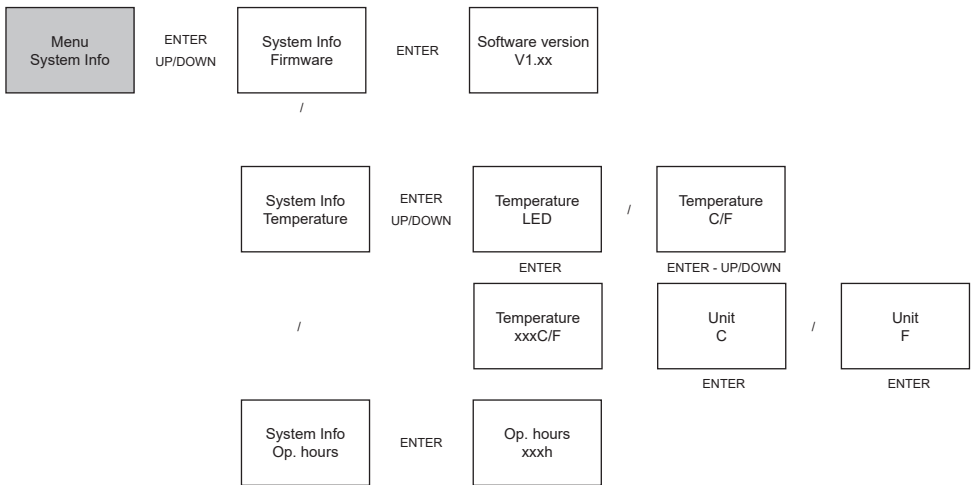 Menu
System Info
ENTER
UP/DOWN
System Info
Firmware
ENTER
Software version
V1.xx
/
System Info
Temperature
ENTER
UP/DOWN
Temperature
LED
/
Temperature
C/F
ENTER
ENTER - UP/DOWN
/
Temperature
xxxC/F
Unit
C
/
Unit
F
ENTER
ENTER
System Info
Op. hours
ENTER
Op. hours
xxxh